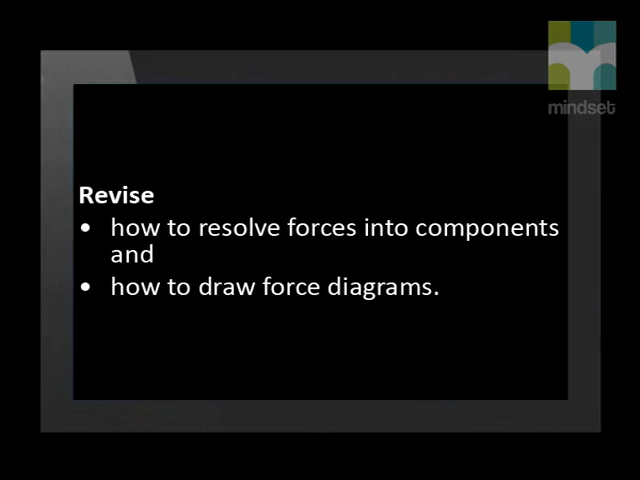 mindset
Revise
• how to resolve forces into components
and
• how to draw force diagrams.